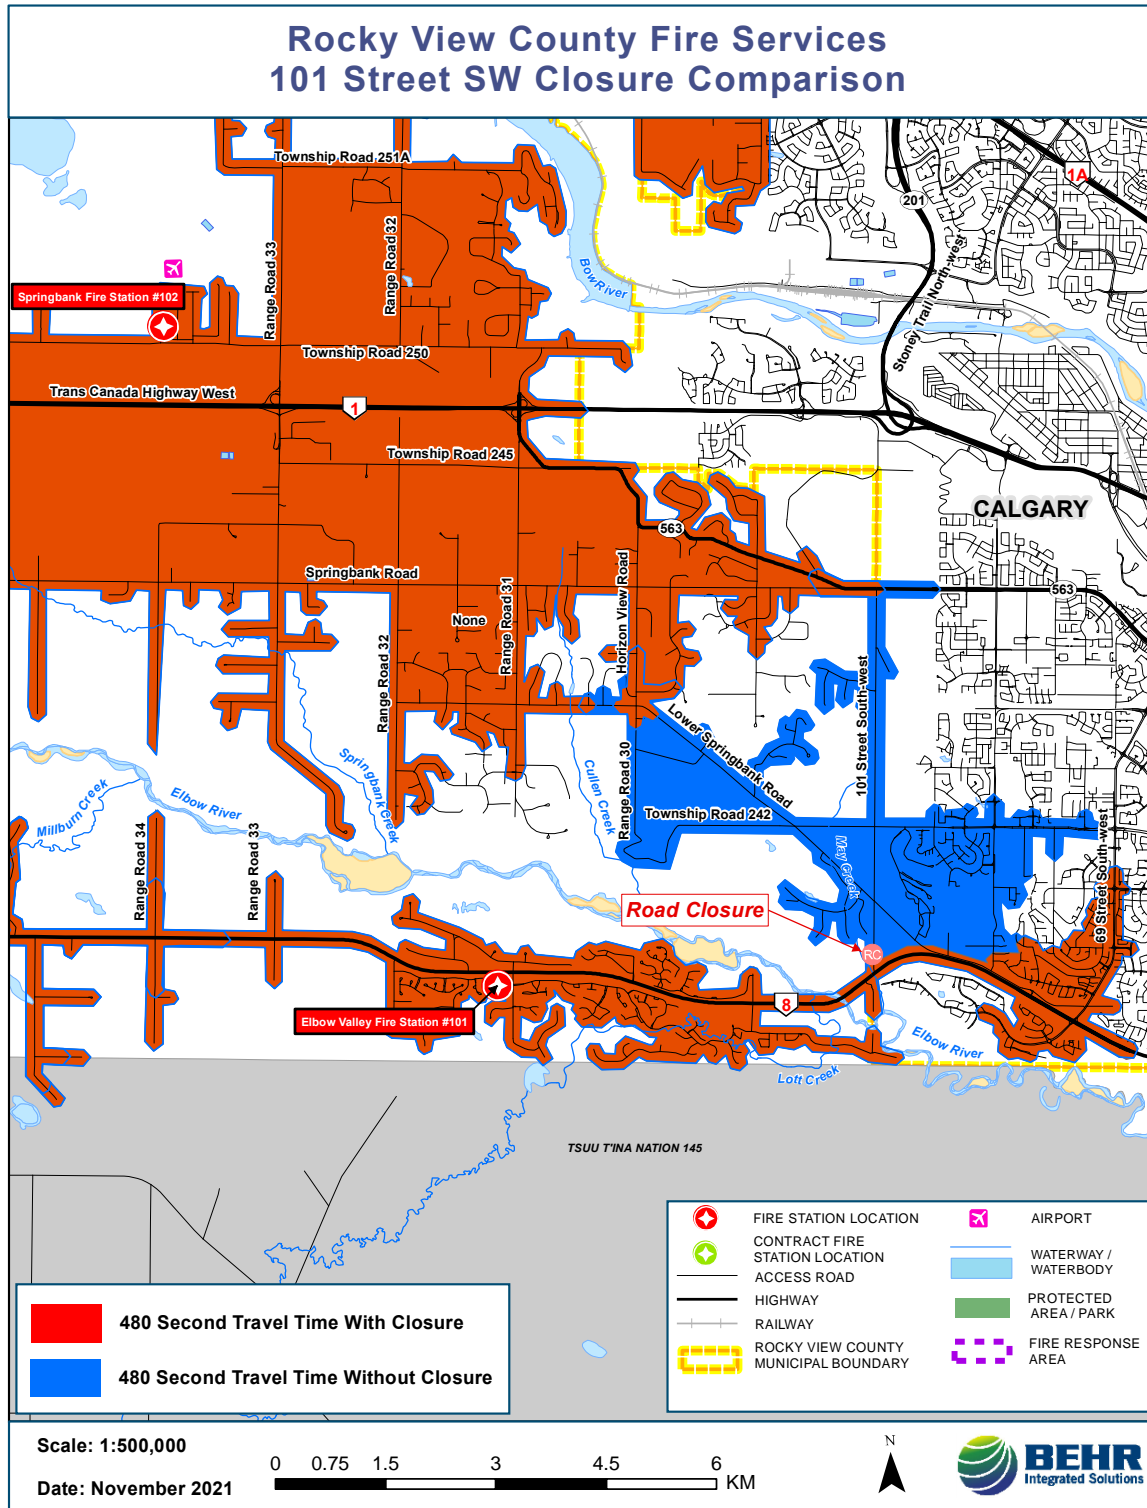 Rocky View County Fire Services
101 Street SW Closure Comparison
Township Road 251A
1A
201
Range Road 33
Range Road 32
Bow River
Stoney Trail North-west
Springbank Fire Station #102
Township Road 250
Trans Canada Highway West
1
Township Road 245
CALGARY
563
Springbank Road
563
None
Range Road 31
Horizon View Road
Range Road 32
101 Street South-west
Lower Springbank Road
Range Road 30
Springbank Creek
Cullen Creek
Elbow River
Millburn Creek
Township Road 242
May Creek
Range Road 34
Range Road 33
69 Street South-west
Road Closure
RC
8
Elbow Valley Fire Station #101
Elbow River
Lott Creek
TSUU T'INA NATION 145
FIRE STATION LOCATION
CONTRACT FIRE
STATION LOCATION
ACCESS ROAD
HIGHWAY
RAILWAY
ROCKY VIEW COUNTY
MUNICIPAL BOUNDARY
AIRPORT
WATERWAY /
WATERBODY
PROTECTED
AREA / PARK
FIRE RESPONSE
AREA
480 Second Travel Time With Closure
480 Second Travel Time Without Closure
Scale: 1:500,000
Date: November 2021
0 0.75 1.5 3 4.5 6
KM
N
BEHR
Integrated Solutions